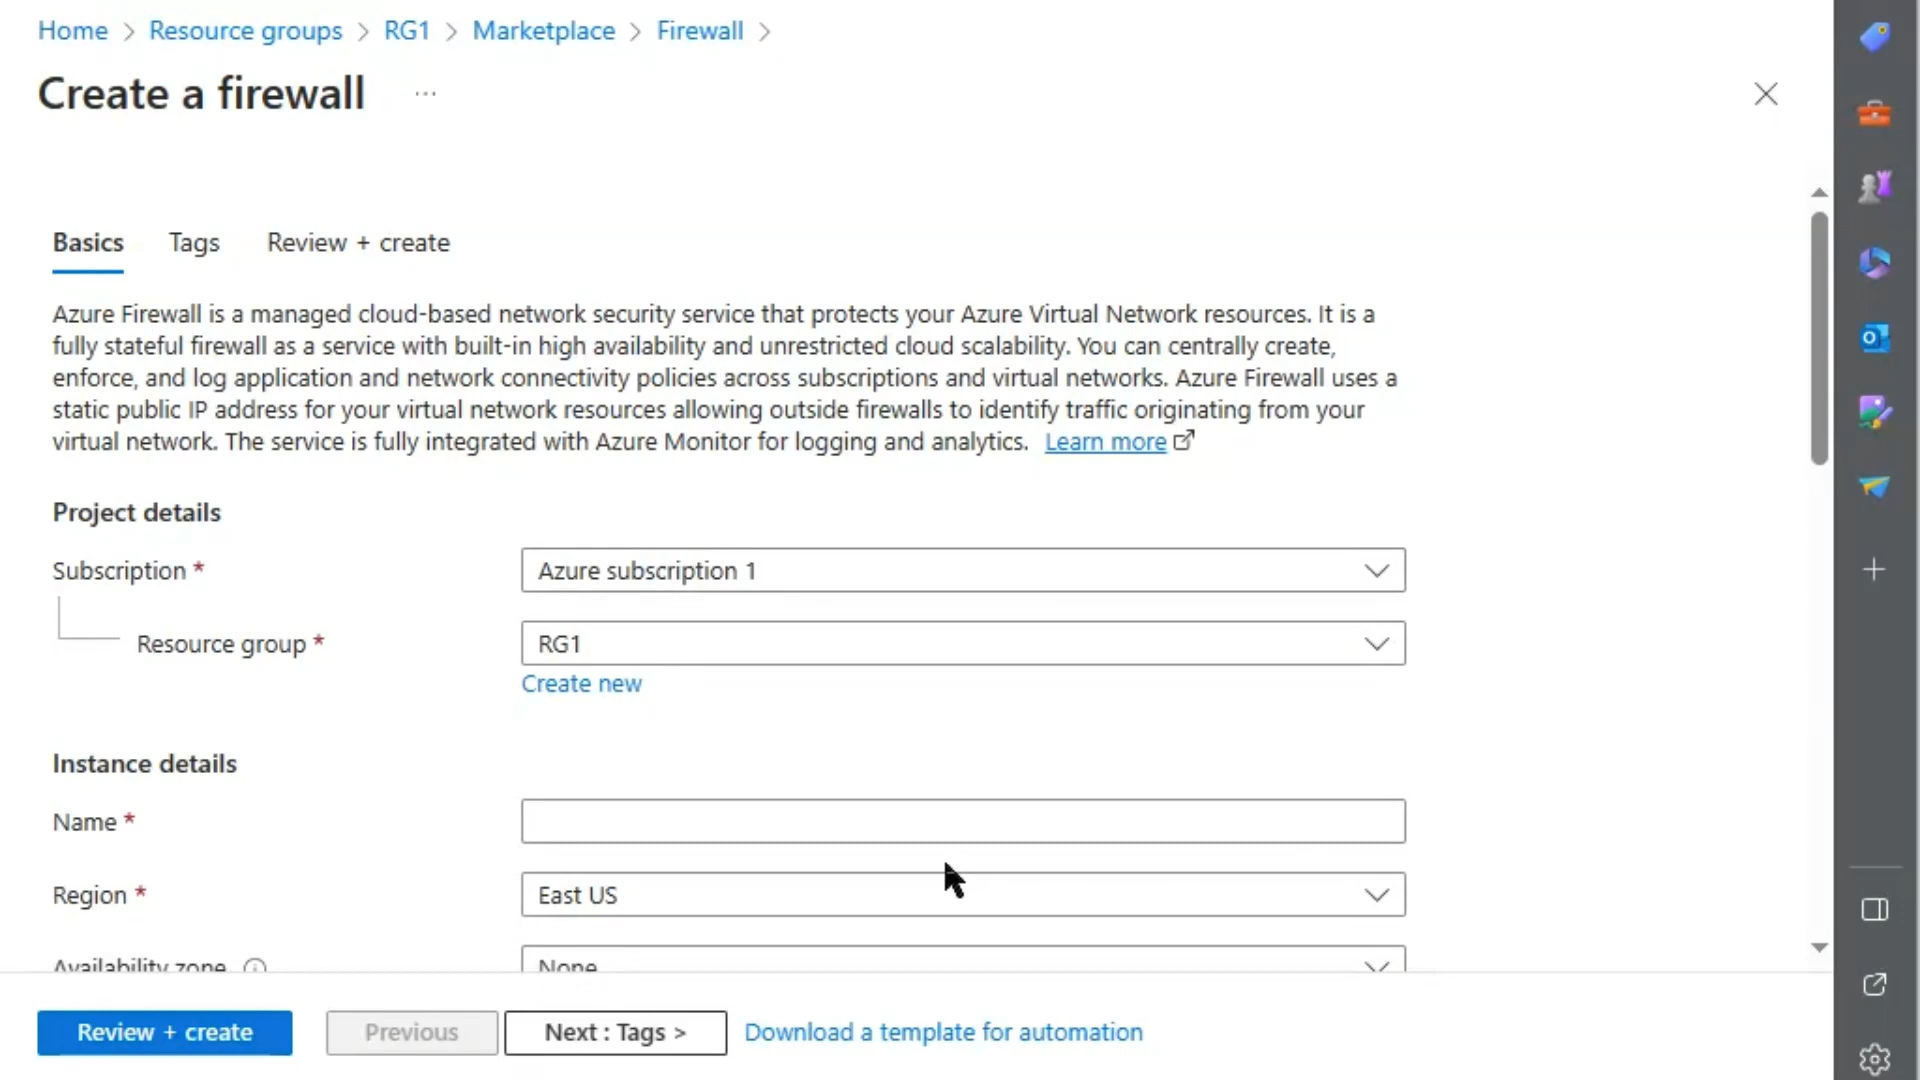 Home > Resource groups > RG1 > Marketplace > Firewall >
Create a firewall ...
Basics Tags Review + create
Azure Firewall is a managed cloud-based network security service that protects your Azure Virtual Network resources. It is a
fully stateful firewall as a service with built-in high availability and unrestricted cloud scalability. You can centrally create,
enforce, and log application and network connectivity policies across subscriptions and virtual networks. Azure Firewall uses a
static public IP address for your virtual network resources allowing outside firewalls to identify traffic originating from your
virtual network. The service is fully integrated with Azure Monitor for logging and analytics. Learn more
Project details
Subscription * Azure subscription 1
Resource group * RG1
Create new
Instance details
Name *
Region * East US
Availability zone None
Review + create Previous Next : Tags > Download a template for automation